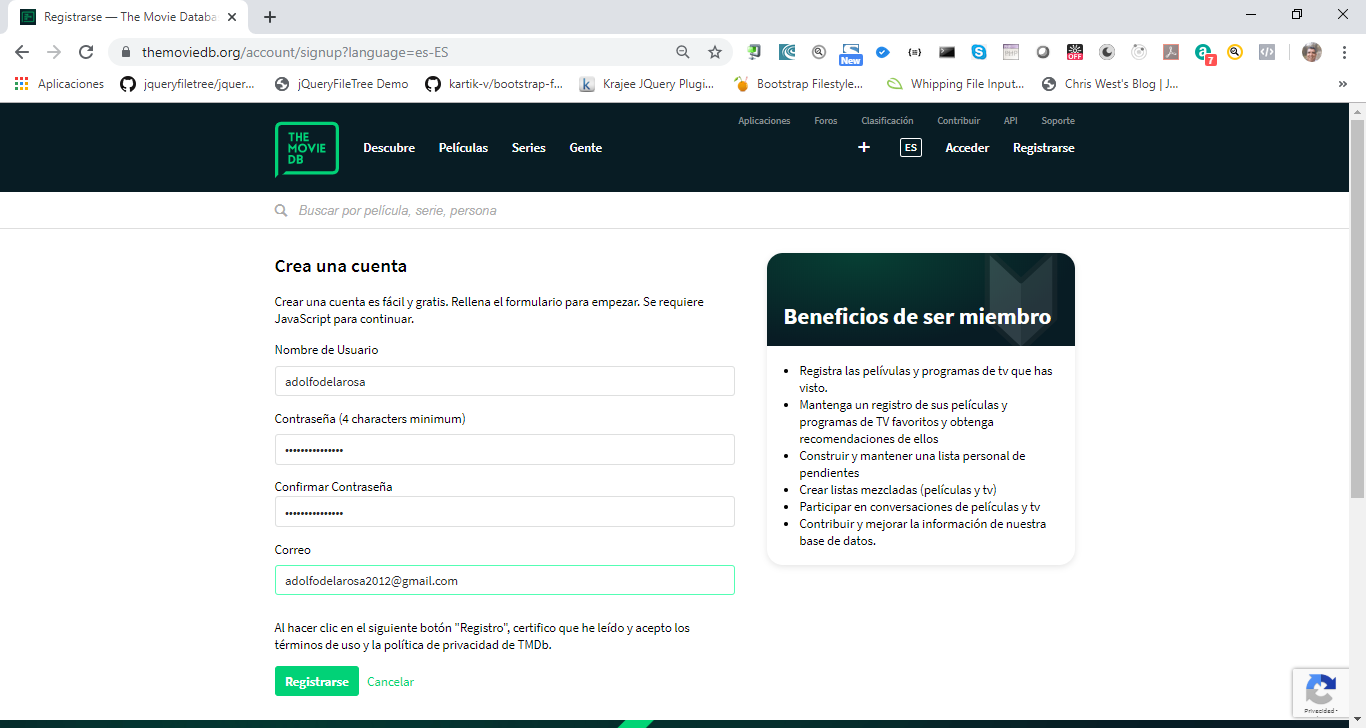 Registrarse — The Movie Databa
themoviedb.org/account/signup?language=es-ES
New
OFF
7
Aplicaciones
jqueryfiletree/jquer...
jQueryFileTree Demo
kartik-v/bootstrap-f...
Krajee JQuery Plugi...
Bootstrap Filestyle...
Whipping File Input...
Chris West's Blog | J...
»
Aplicaciones Foros Clasificación Contribuir API Soporte
THE
MOVIE
DB
Descubre Películas Series Gente + ES Acceder Registrarse
Buscar por película, serie, persona
Crea una cuenta
Crear una cuenta es fácil y gratis. Rellena el formulario para empezar. Se requiere
JavaScript para continuar.
Nombre de Usuario
adolfodelarosa
Contraseña (4 characters minimum)
•••••••••••••••
Confirmar Contraseña
•••••••••••••••
Correo
adolfodelarosa2012@gmail.com
Al hacer clic en el siguiente botón "Registro", certifico que he leído y acepto los
términos de uso y la política de privacidad de TMDb.
Registrarse Cancelar
Beneficios de ser miembro
• Registra las pelívulas y programas de tv que has
visto.
• Mantenga un registro de sus películas y
programas de TV favoritos y obtenga
recomendaciones de ellos
• Construir y mantener una lista personal de
pendientes
• Crear listas mezcladas (películas y tv)
• Participar en conversaciones de películas y tv
• Contribuir y mejorar la información de nuestra
base de datos.
Privacidad -